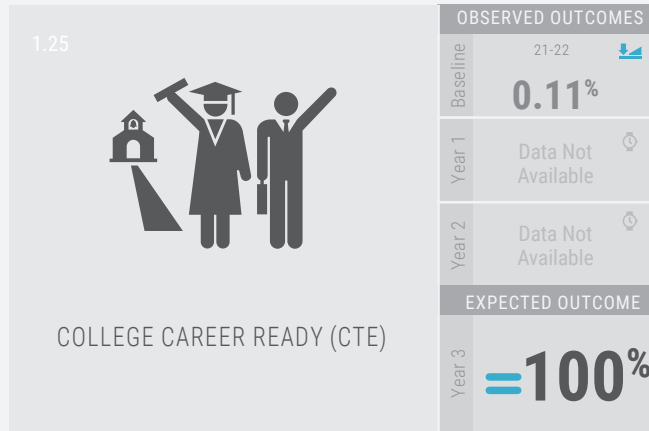 1.25
COLLEGE CAREER READY (CTE)
OBSERVED OUTCOMES
Baseline
21-22
0.11%
Year 1
Data Not
Available
Year 2
Data Not
Available
EXPECTED OUTCOME
Year 3
=100%